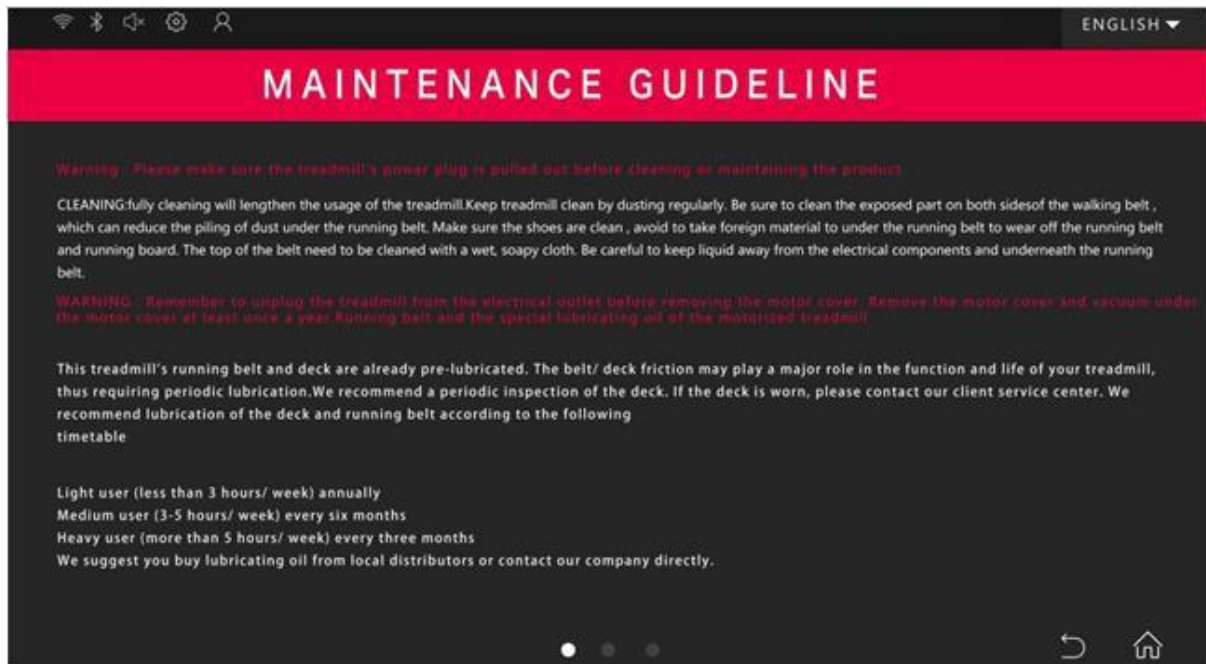 ENGLISH
MAINTENANCE GUIDELINE
Warning : Please make sure the treadmill's power plug is pulled out before cleaning or maintaining the product
CLEANING:fully cleaning will lengthen the usage of the treadmill.Keep treadmill clean by dusting regularly. Be sure to clean the exposed part on both sidesof the walking belt ,
which can reduce the piling of dust under the running belt. Make sure the shoes are clean , avoid to take foreign material to under the running belt to wear off the running belt
and running board. The top of the belt need to be cleaned with a wet, soapy cloth. Be careful to keep liquid away from the electrical components and underneath the running
belt.
WARNING : Remember to unplug the treadmill from the electrical outlet before removing the motor cover. Remove the motor cover and vacuum under
the motor cover at least once a year.Running belt and the special lubricating oil of the motorized treadmill
This treadmill's running belt and deck are already pre-lubricated. The belt/ deck friction may play a major role in the function and life of your treadmill,
thus requiring periodic lubrication.We recommend a periodic inspection of the deck. If the deck is worn, please contact our client service center. We
recommend lubrication of the deck and running belt according to the following
timetable
Light user (less than 3 hours/ week) annually
Medium user (3-5 hours/ week) every six months
Heavy user (more than 5 hours/ week) every three months
We suggest you buy lubricating oil from local distributors or contact our company directly.